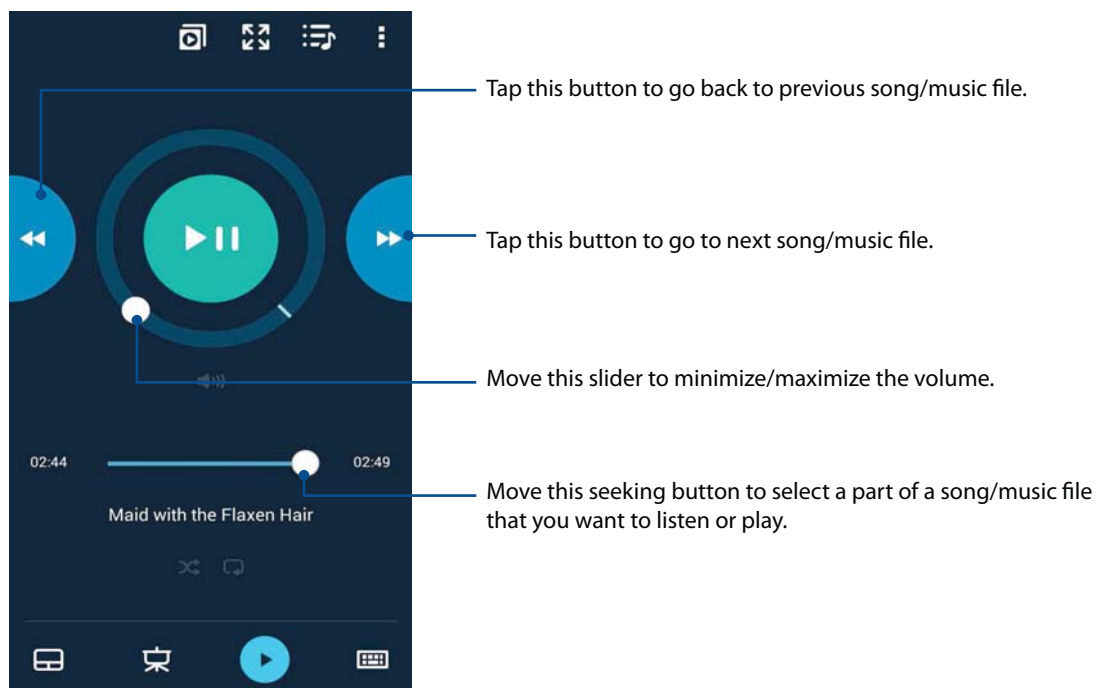 Tap this button to go back to previous song/music file.
Tap this button to go to next song/music file.
Move this slider to minimize/maximize the volume.
02:44
02:49
Move this seeking button to select a part of a song/music file
that you want to listen or play.
Maid with the Flaxen Hair